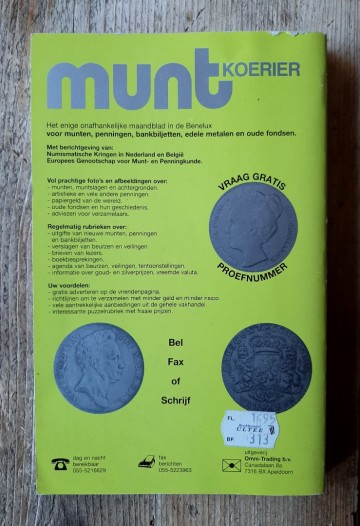 munt KOERIER
Het enige onafhankelijke maandblad in de Benelux
voor munten, penningen, bankbiljetten, edele metalen en oude fondsen.
Met berichtgeving van:
Numismatische Kringen in Nederland en België
Europees Genootschap voor Munt- en Penningkunde.
Vol prachtige foto's en afbeeldingen over:
- munten, muntslagen en achtergronden.
- artistieke en vele andere penningen.
- papiergeld van de wereld.
- oude fondsen en hun geschiedenis.
- adviezen voor verzamelaars.
Regelmatig rubrieken over:
- uitgifte van nieuwe munten, penningen
en bankbiljetten.
- verslagen van beurzen en veilingen.
- brieven van lezers.
- boekbesprekingen.
- agenda van beurzen, veilingen, tentoonstellingen.
- informatie over goud- en zilverprijzen, vreemde valuta.
Uw voordelen:
- gratis adverteren op de vriendenpagina.
- richtlijnen om te verzamelen met minder geld en minder risico.
- vele aantrekkelijke aanbiedingen uit de gehele vakhandel.
- interessante puzzelrubriek met fraaie prijzen.
VRAAG GRATIS
PROEFNUMMER
Bel
Fax
of
Schrijf
FL. 1695
BF. 313
dag en nacht
bereikbaar
055-5216629
fax
berichten
055-5223963
uitgeverij
Omni-Trading b.v.
Canadalaan 8a
7316 BX Apeldoorn